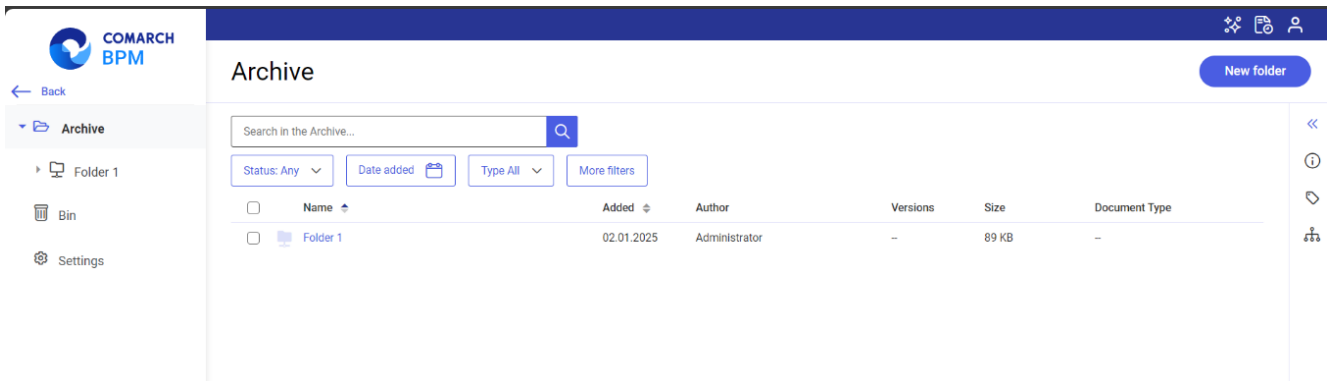 COMARCH
BPM
Back
Archive
Folder 1
Bin
Settings
Archive
New folder
Search in the Archive...
Status: Any
Date added
Type All
More filters
Name Added Author Versions Size Document Type
Folder 1 02.01.2025 Administrator – 89 KB –